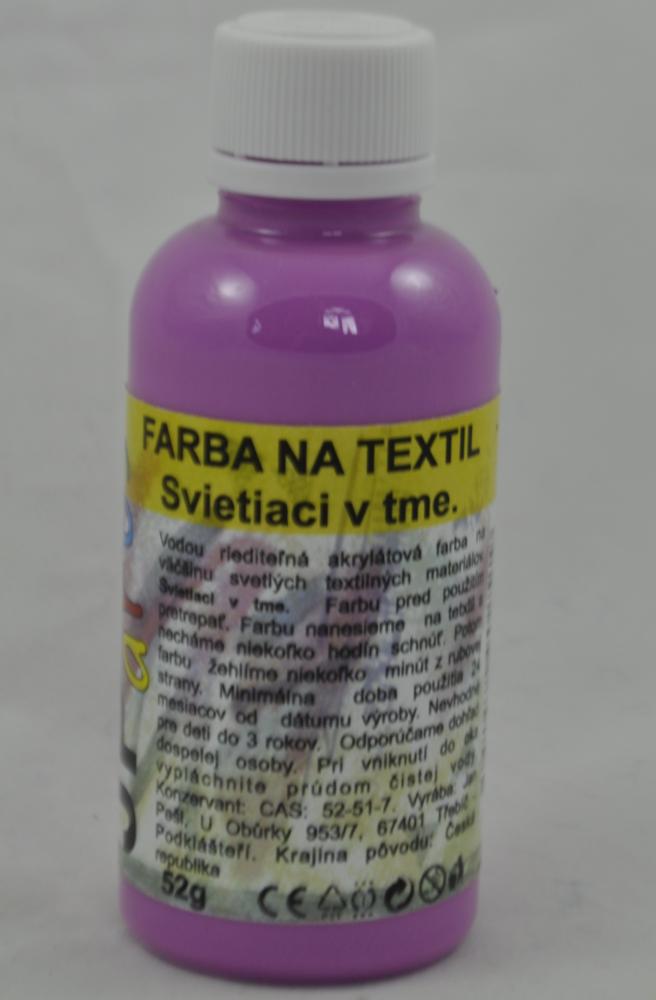 FARBA NA TEXTIL
Svietiaci v tme.
Vodou riediteľná akrylátová farba na
väčšinu svetlých textilných materiálov
Svietiaci v tme. Farbu pred použitím
pretrepať. Farbu nanesieme na textil a
necháme niekoľko hodín schnúť. Potom
farbu žehlíme niekoľko minút z rubovej
strany. Minimálna doba použitia 24
mesiacov od dátumu výroby. Nevhodné
pre deti do 3 rokov. Odporúčame dohľad
dospelej osoby. Pri vniknutí do oka
vypláchnite prúdom čistej vody
Konzervant: CAS: 52-51-7. Vyrába: Jan
Pešl, U Obůrky 953/7, 67401 Třebíč -
Podklášteří. Krajina pôvodu: Česká
republika
52g CE